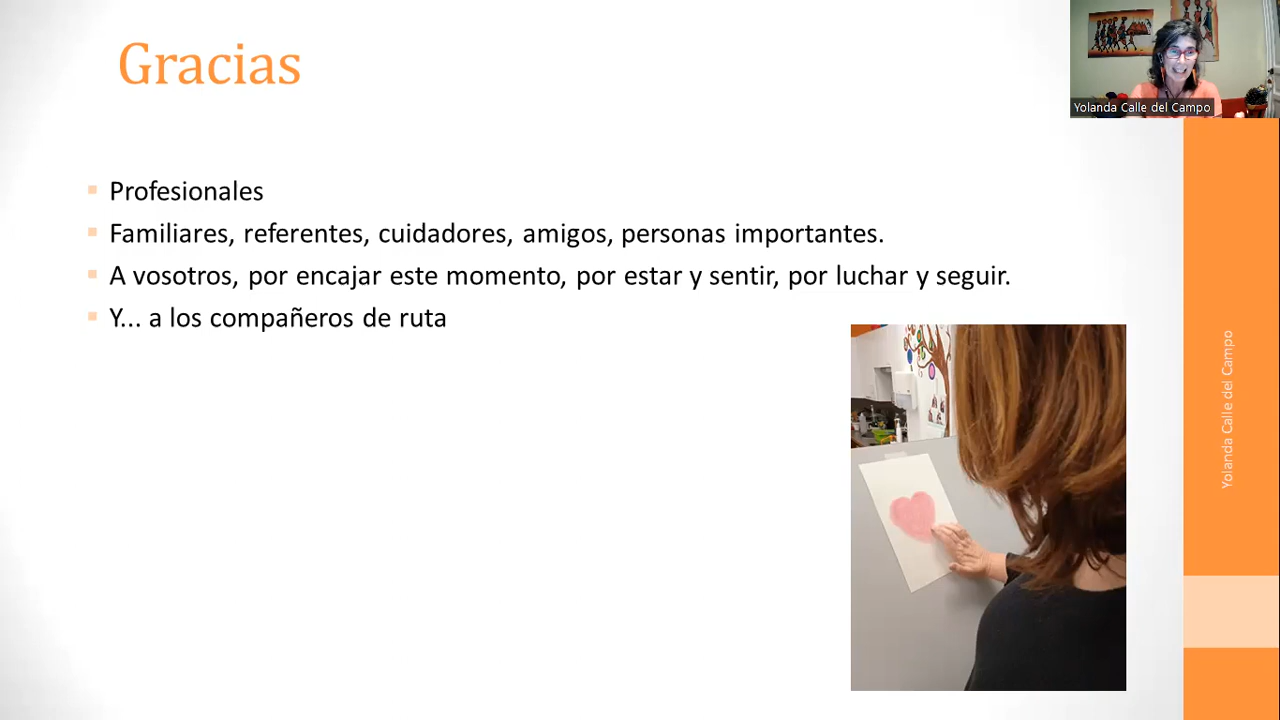 Gracias
Yolanda Calle del Campo
Profesionales
Familiares, referentes, cuidadores, amigos, personas importantes.
A vosotros, por encajar este momento, por estar y sentir, por luchar y seguir.
Y... a los compañeros de ruta
Yolanda Calle del Campo